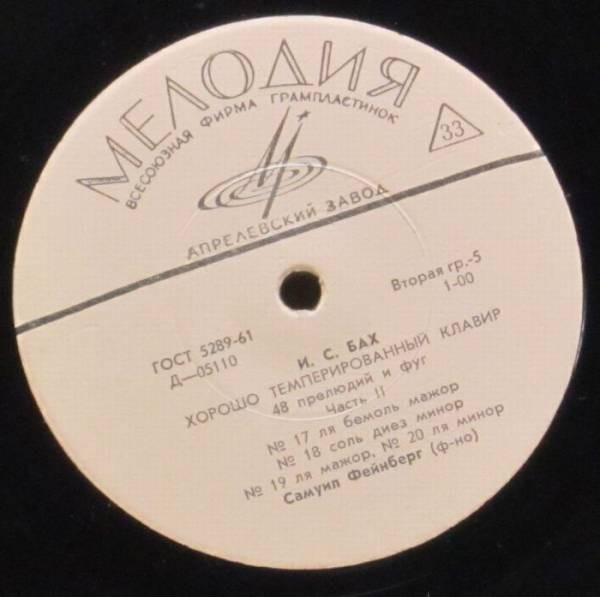 МЕЛОДИЯ
ВСЕСОЮЗНАЯ ФИРМА ГРАМПЛАСТИНОК
33
АПРЕЛЕВСКИЙ ЗАВОД
Вторая гр.-5
1-00
ГОСТ 5289-61
Д—05110
И. С. БАХ
ХОРОШО ТЕМПЕРИРОВАННЫЙ КЛАВИР
48 прелюдий и фуг
Часть II
№ 17 ля бемоль мажор
№ 18 соль диез минор
№ 19 ля мажор, № 20 ля минор
Самуил Фейнберг (ф-но)